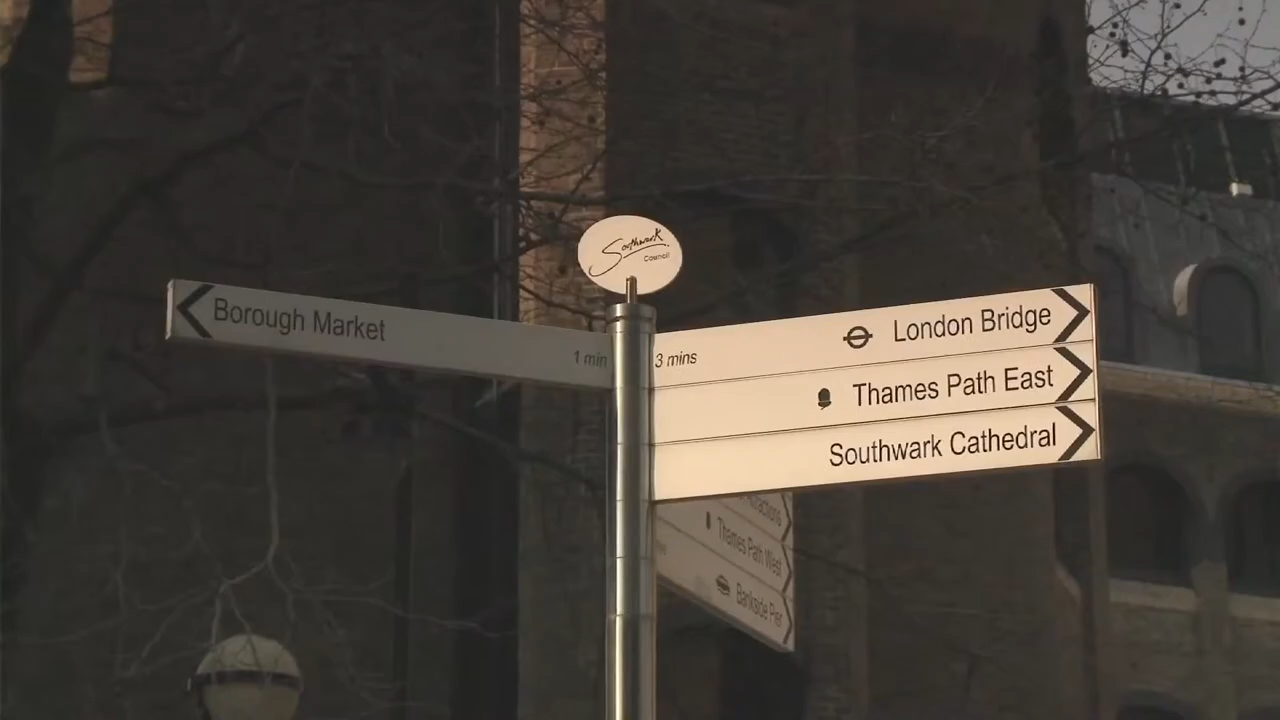 Southwark
Council
Borough Market
1 min
3 mins
London Bridge
Thames Path East
Southwark Cathedral
Thames Path West
Bankside Pier